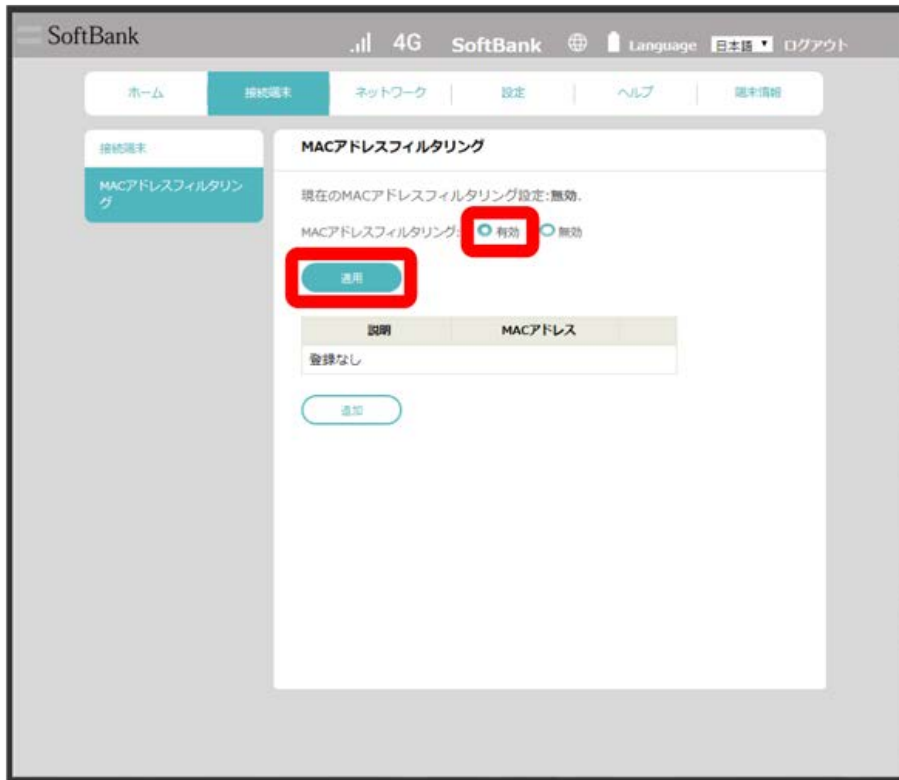 SoftBank
4G SoftBank Language 日本語 ログアウト
ホーム 接続端末 ネットワーク 設定 ヘルプ 端末情報
接続端末
MACアドレスフィルタリン
グ
MACアドレスフィルタリング
現在のMACアドレスフィルタリング設定:無効.
MACアドレスフィルタリング: 有効 無効
適用
説明 MACアドレス
登録なし
追加